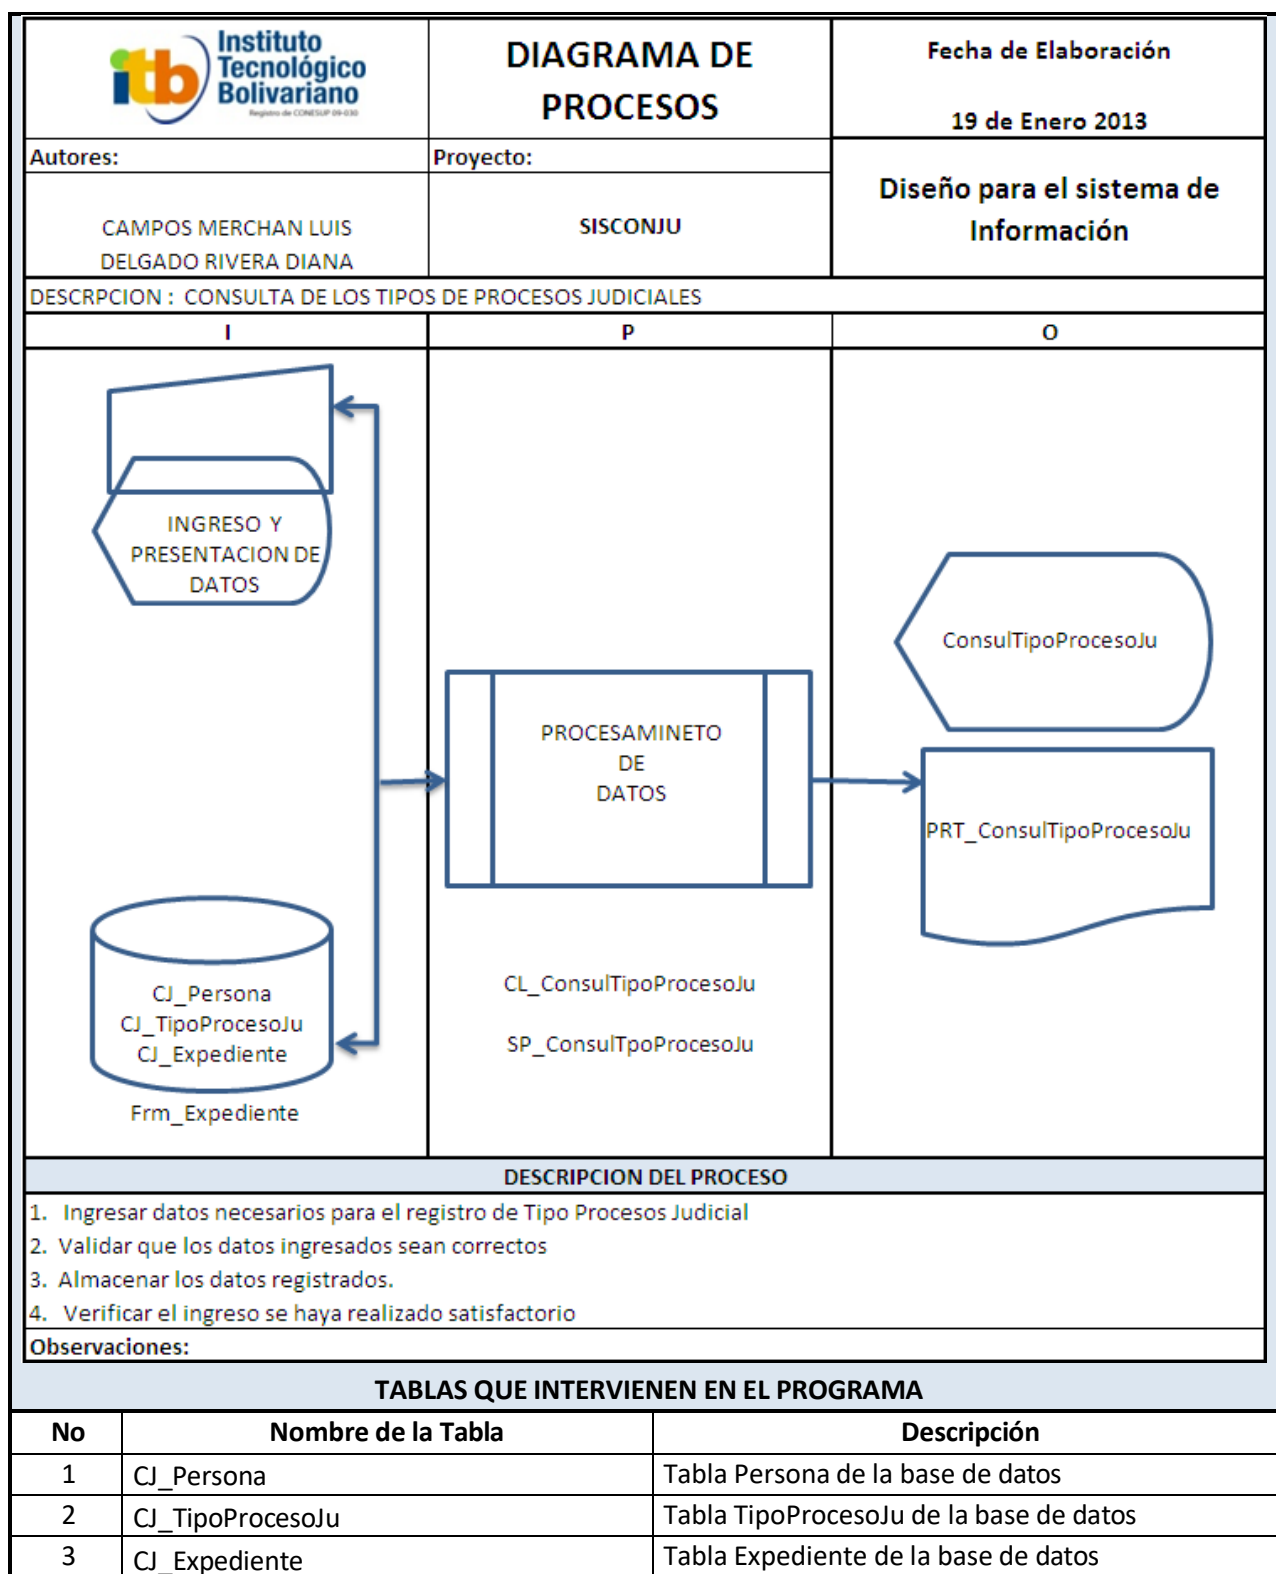 itb
Instituto
Tecnológico
Bolivariano
Registro de CONESUP 09-030
DIAGRAMA DE
PROCESOS
Fecha de Elaboración
19 de Enero 2013
Autores:
Proyecto:
CAMPOS MERCHAN LUIS
DELGADO RIVERA DIANA
SISCONJU
Diseño para el sistema de
Información
DESCRPCION : CONSULTA DE LOS TIPOS DE PROCESOS JUDICIALES
I
P
O
INGRESO Y
PRESENTACION DE
DATOS
CJ_Persona
CJ_TipoProcesoJu
CJ_Expediente
Frm_Expediente
PROCESAMINETO
DE
DATOS
CL_ConsulTipoProcesoJu
SP_ConsulTpoProcesoJu
ConsulTipoProcesoJu
PRT_ConsulTipoProcesoJu
DESCRIPCION DEL PROCESO
1. Ingresar datos necesarios para el registro de Tipo Procesos Judicial
2. Validar que los datos ingresados sean correctos
3. Almacenar los datos registrados.
4. Verificar el ingreso se haya realizado satisfactorio
Observaciones:
TABLAS QUE INTERVIENEN EN EL PROGRAMA
No Nombre de la Tabla Descripción
1 CJ_Persona Tabla Persona de la base de datos
2 CJ_TipoProcesoJu Tabla TipoProcesoJu de la base de datos
3 CJ_Expediente Tabla Expediente de la base de datos